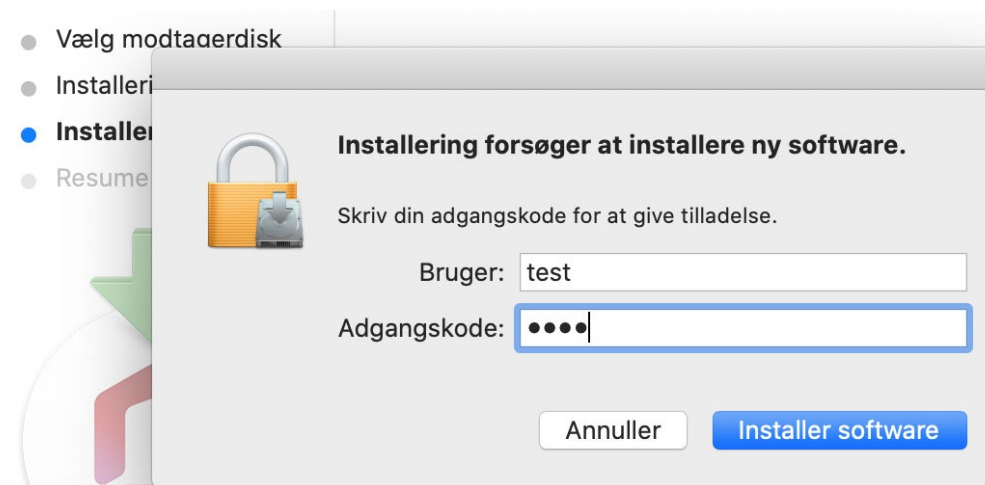 Vælg modtagerdisk
Installeri
Installer
Resume
Installering forsøger at installere ny software.
Skriv din adgangskode for at give tilladelse.
Bruger: test
Adgangskode: ••••
Annuller
Installer software